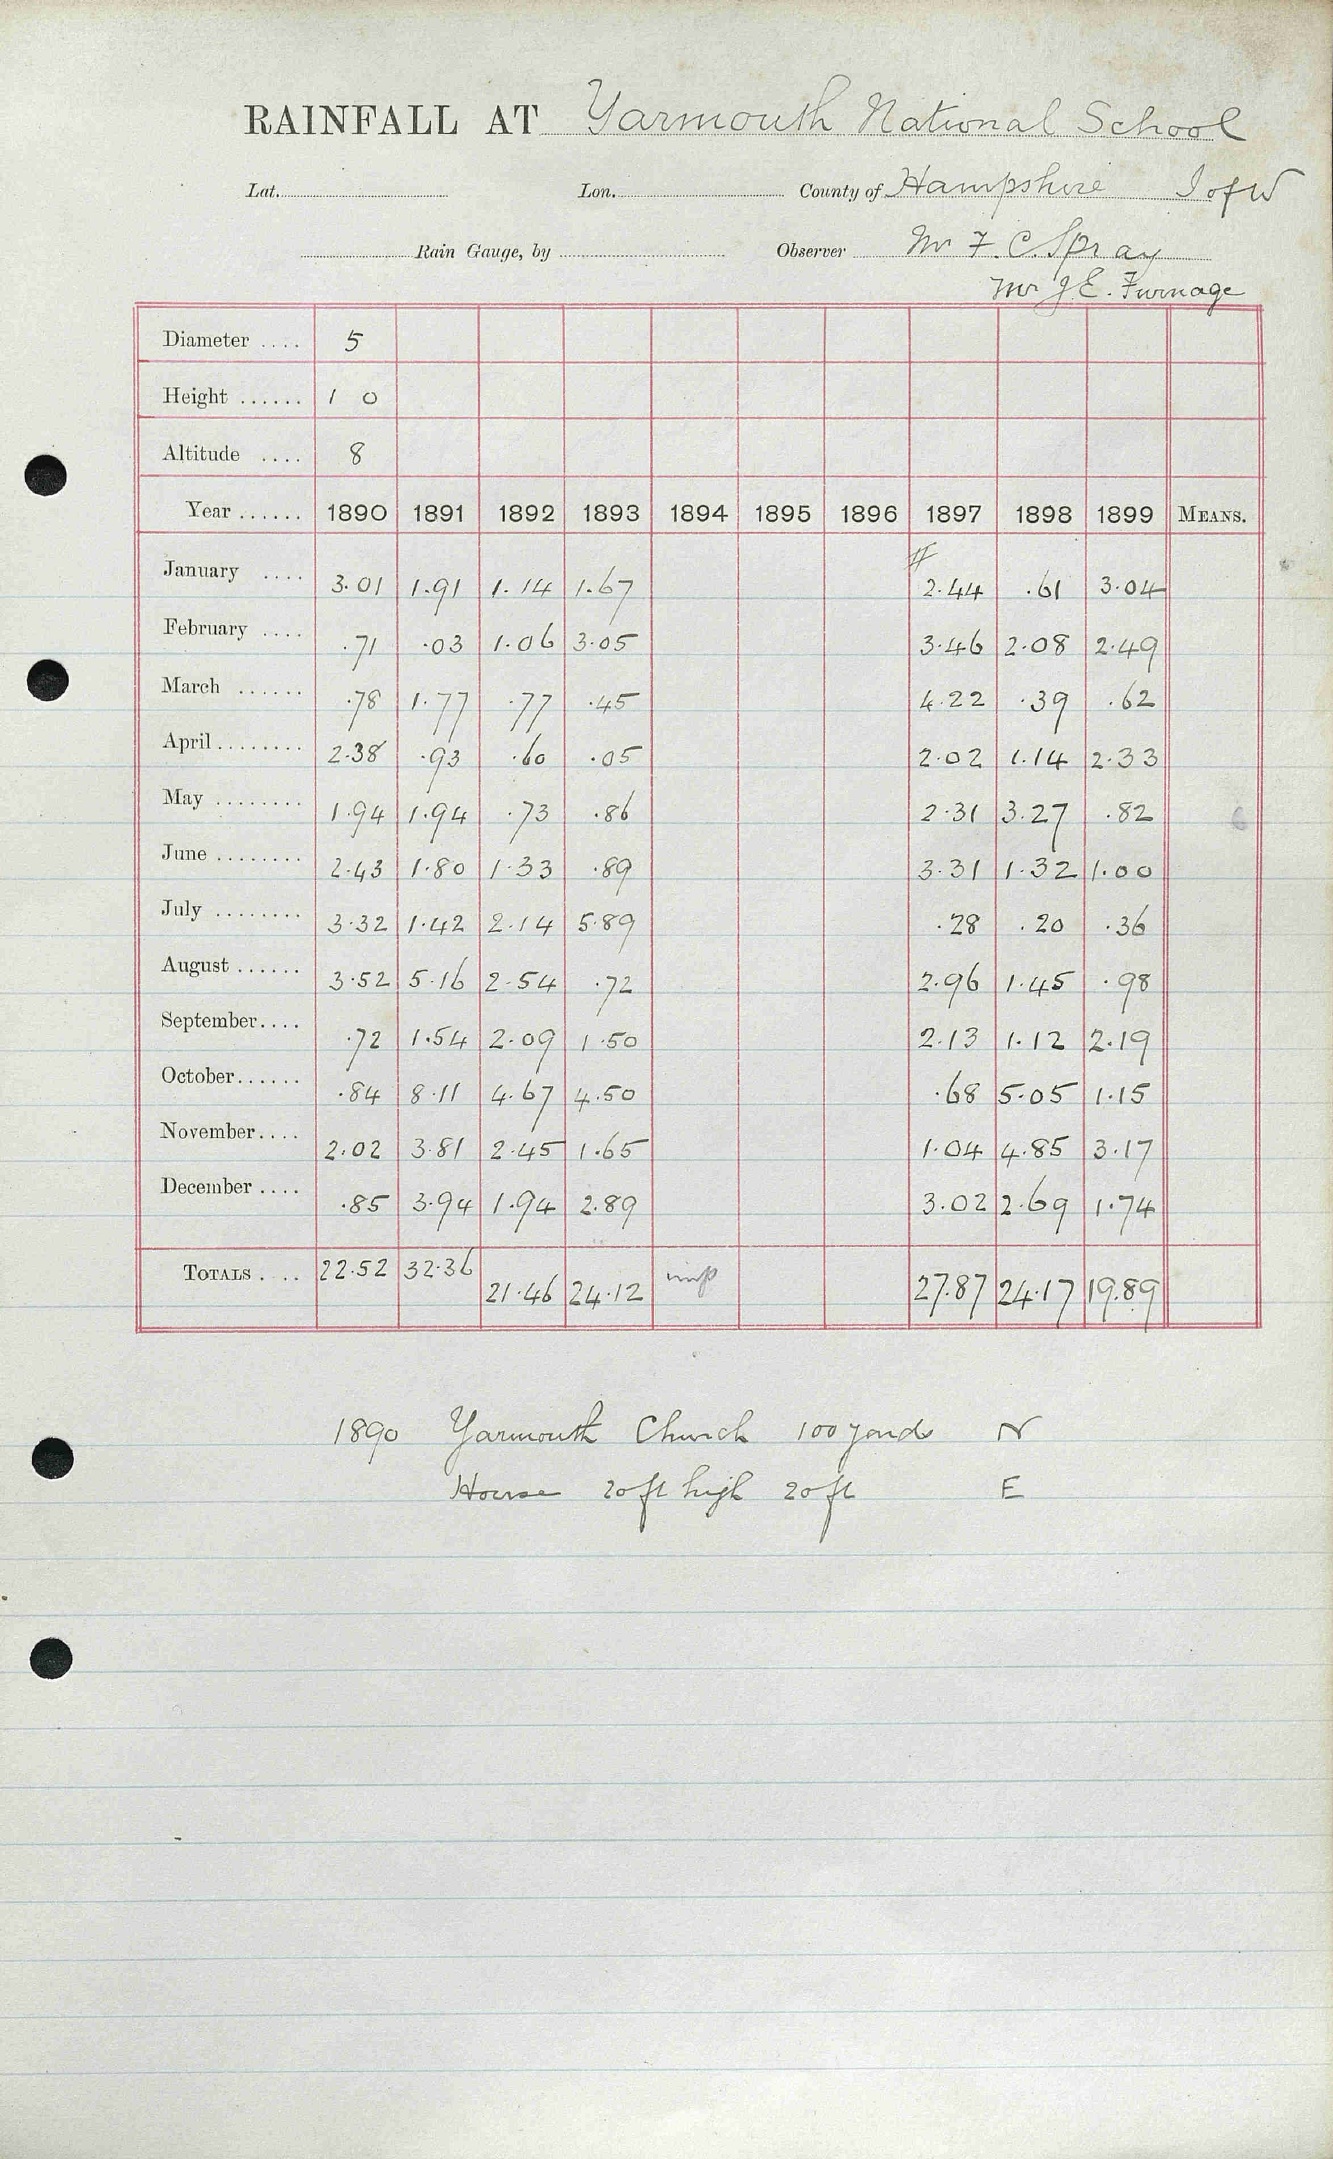 RAINFALL AT Yarmouth National School
Lat. Lon. County of Hampshire I of W
Rain Gauge, by Observer Mr F. C. Spray
Mr J. E. Furnage
Diameter .... 5
Height ...... 1 0
Altitude .... 8
Year ...... 1890 1891 1892 1893 1894 1895 1896 1897 1898 1899 MEANS.
January .... 3.01 1.91 1.14 1.67 # 2.44 .61 3.04
February .... .71 .03 1.06 3.05 3.46 2.08 2.49
March ...... .78 1.77 .77 .45 4.22 .39 .62
April ........ 2.38 .93 .60 .05 2.02 1.14 2.33
May ........ 1.94 1.94 .73 .86 2.31 3.27 .82
June ........ 2.43 1.80 1.33 .89 3.31 1.32 1.00
July ........ 3.32 1.42 2.14 5.89 .28 .20 .36
August ...... 3.52 5.16 2.54 .72 2.96 1.45 .98
September.... .72 1.54 2.09 1.50 2.13 1.12 2.19
October...... .84 8.11 4.67 4.50 .68 5.05 1.15
November.... 2.02 3.81 2.45 1.65 1.04 4.85 3.17
December .... .85 3.94 1.94 2.89 3.02 2.69 1.74
TOTALS .... 22.52 32.36 21.46 24.12 imp 27.87 24.17 19.89
1890 Yarmouth Church 100 yards N
House 20 ft high 20 ft E